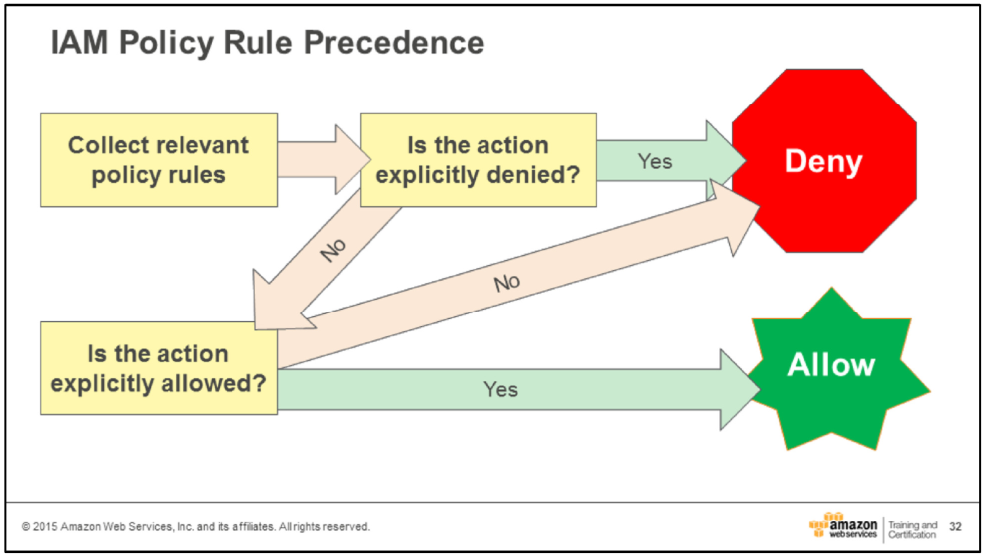 IAM Policy Rule Precedence
Collect relevant
policy rules
Is the action
explicitly denied?
Yes
Deny
No
No
Is the action
explicitly allowed?
Yes
Allow
© 2015 Amazon Web Services, Inc. and its affiliates. All rights reserved.
amazon
webservices
Training and
Certification
32